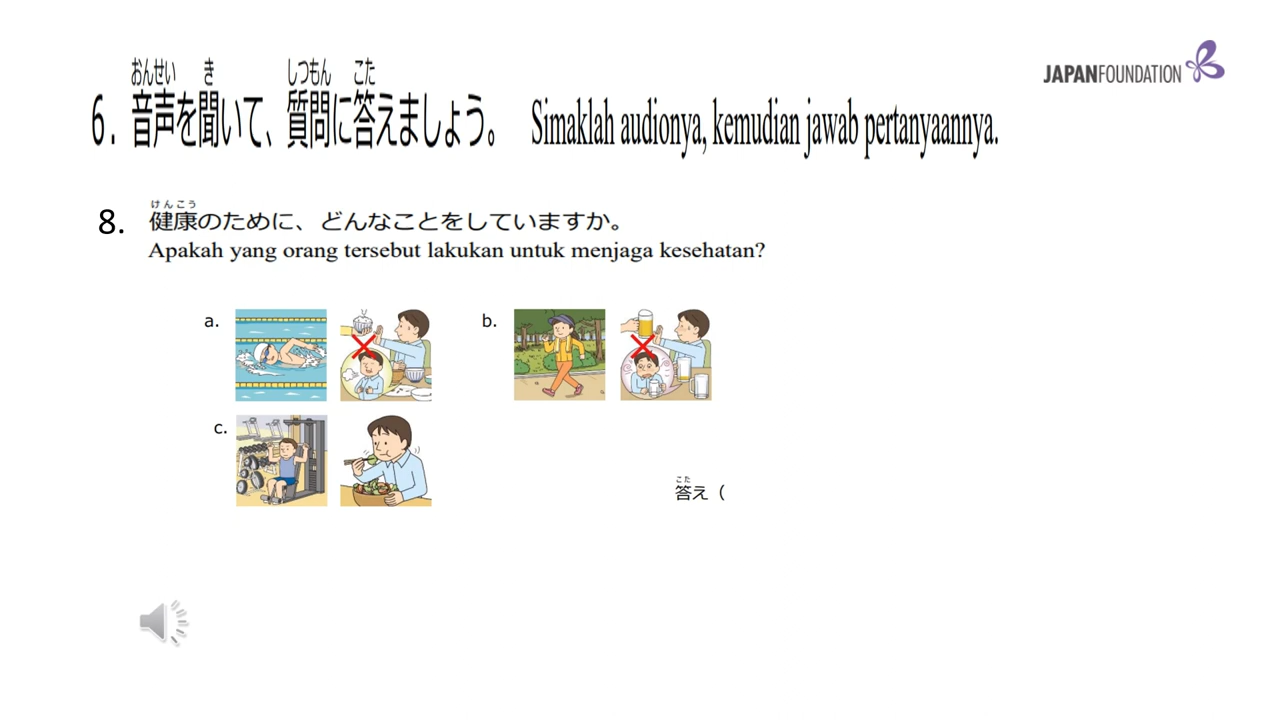 おんせい き しつもん こた
6. 音声を聞いて、質問に答えましょう。 Simaklah audionya, kemudian jawab pertanyaannya.
JAPANFOUNDATION
けんこう
8. 健康のために、どんなことをしていますか。
Apakah yang orang tersebut lakukan untuk menjaga kesehatan?
a. b.
c.
こた
答え（